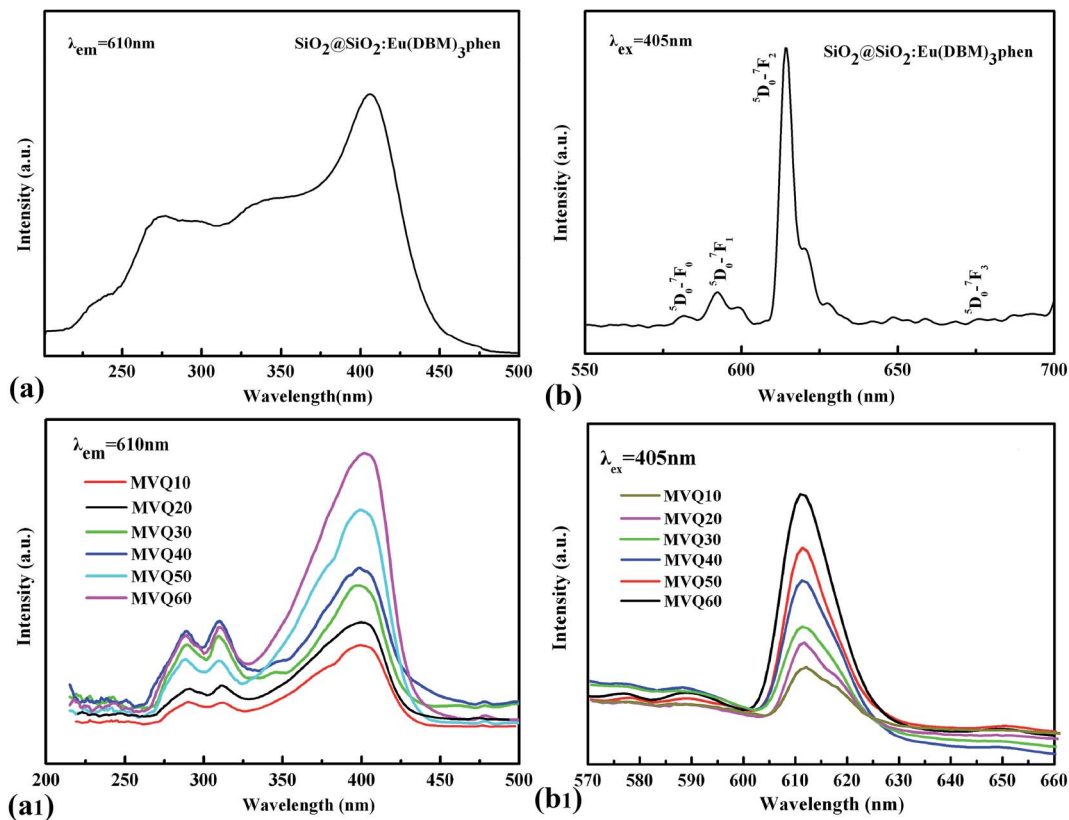 λem=610nm
SiO2@SiO2:Eu(DBM)3phen
Intensity (a.u.)
250 300 350 400 450 500
Wavelength(nm)
(a)
λex=405nm
SiO2@SiO2:Eu(DBM)3phen
5D0-7F0
5D0-7F1
5D0-7F2
5D0-7F3
Intensity (a.u.)
550 600 650 700
Wavelength (nm)
(b)
λem=610nm
MVQ10
MVQ20
MVQ30
MVQ40
MVQ50
MVQ60
Intensity (a.u.)
200 250 300 350 400 450 500
Wavelength (nm)
(a1)
λex=405nm
MVQ10
MVQ20
MVQ30
MVQ40
MVQ50
MVQ60
Intensity (a.u.)
570 580 590 600 610 620 630 640 650 660
Wavelength (nm)
(b1)